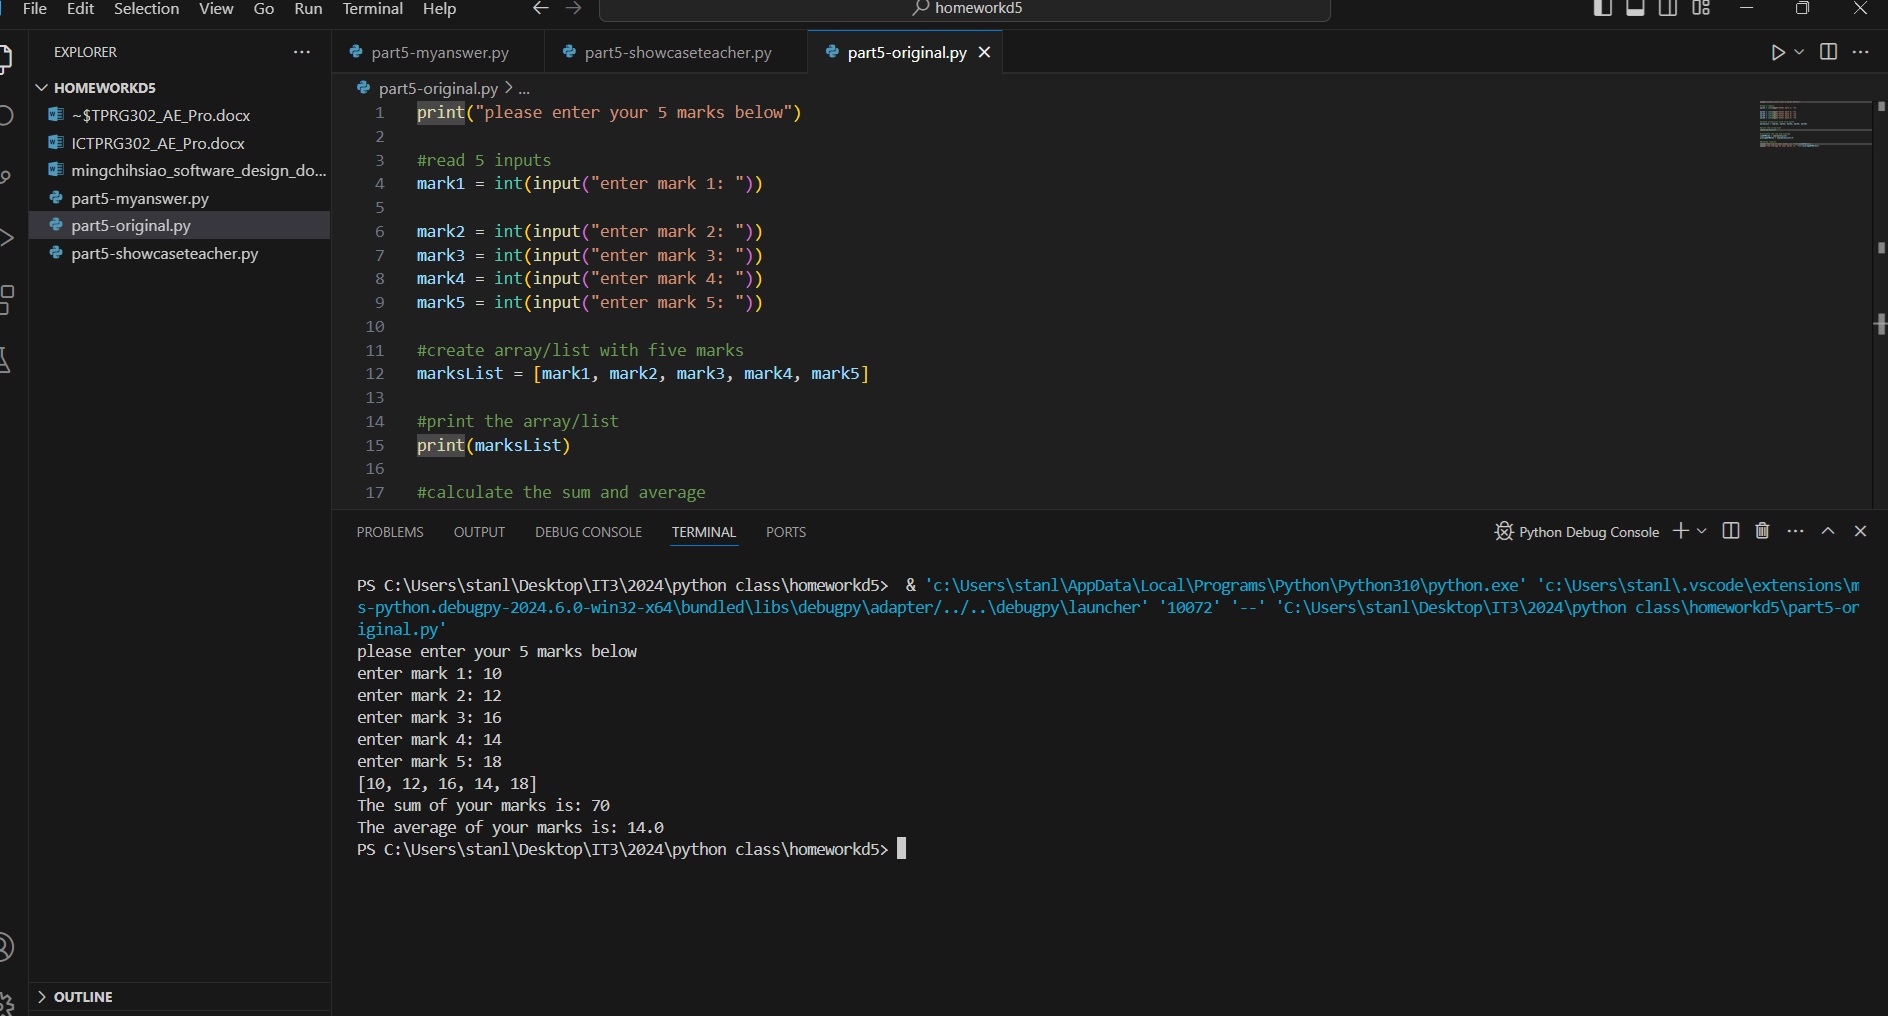 File Edit Selection View Go Run Terminal Help
homeworkd5
EXPLORER
HOMEWORKD5
~$TPRG302_AE_Pro.docx
ICTPRG302_AE_Pro.docx
mingchihsiao_software_design_do...
part5-myanswer.py
part5-original.py
part5-showcaseteacher.py
OUTLINE
part5-myanswer.py part5-showcaseteacher.py part5-original.py
part5-original.py > ...
1 print("please enter your 5 marks below")
2
3 #read 5 inputs
4 mark1 = int(input("enter mark 1: "))
5
6 mark2 = int(input("enter mark 2: "))
7 mark3 = int(input("enter mark 3: "))
8 mark4 = int(input("enter mark 4: "))
9 mark5 = int(input("enter mark 5: "))
10
11 #create array/list with five marks
12 marksList = [mark1, mark2, mark3, mark4, mark5]
13
14 #print the array/list
15 print(marksList)
16
17 #calculate the sum and average
PROBLEMS OUTPUT DEBUG CONSOLE TERMINAL PORTS
Python Debug Console
PS C:\Users\stanl\Desktop\IT3\2024\python class\homeworkd5>  & 'c:\Users\stanl\AppData\Local\Programs\Python\Python310\python.exe' 'c:\Users\stanl\.vscode\extensions\m
s-python.debugpy-2024.6.0-win32-x64\bundled\libs\debugpy\adapter/../..\debugpy\launcher' '10072' '--' 'C:\Users\stanl\Desktop\IT3\2024\python class\homeworkd5\part5-or
iginal.py'
please enter your 5 marks below
enter mark 1: 10
enter mark 2: 12
enter mark 3: 16
enter mark 4: 14
enter mark 5: 18
[10, 12, 16, 14, 18]
The sum of your marks is: 70
The average of your marks is: 14.0
PS C:\Users\stanl\Desktop\IT3\2024\python class\homeworkd5>